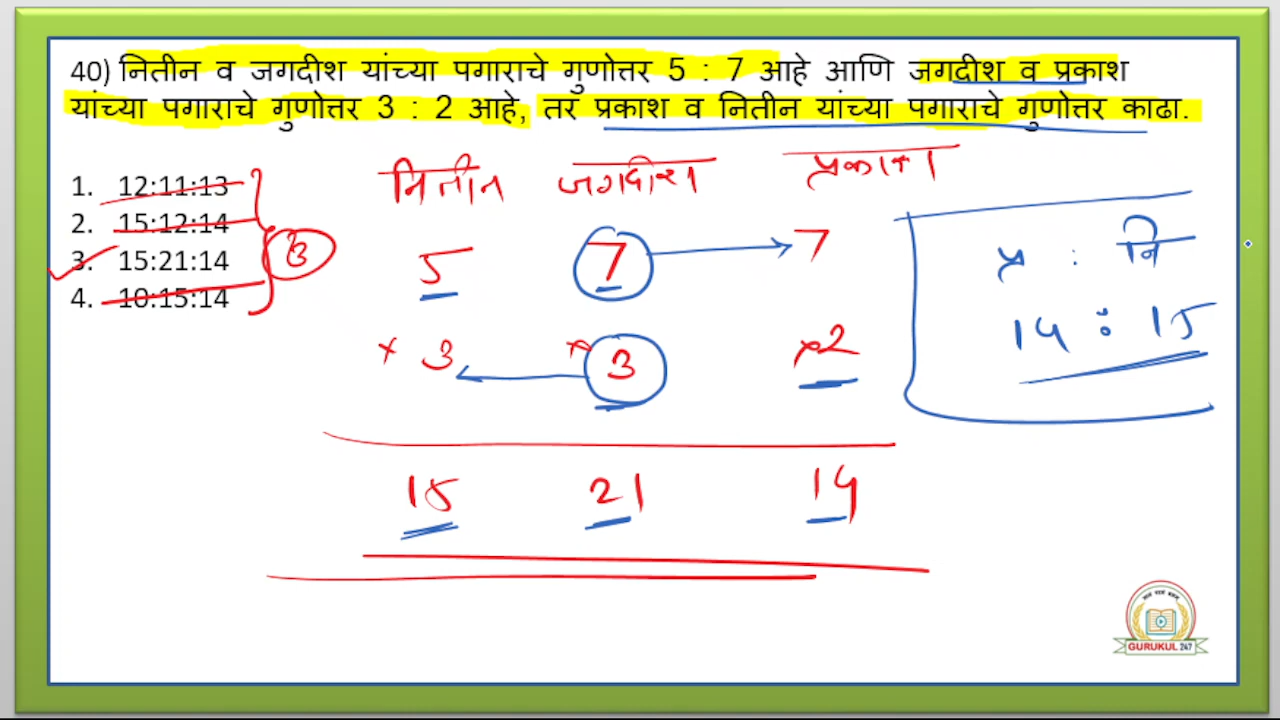 40) नितीन व जगदीश यांच्या पगाराचे गुणोत्तर 5 : 7 आहे आणि जगदीश व प्रकाश
यांच्या पगाराचे गुणोत्तर 3 : 2 आहे, तर प्रकाश व नितीन यांच्या पगाराचे गुणोत्तर काढा.
1. 12:11:13
2. 15:12:14
3. 15:21:14
4. 10:15:14
3
नितीन जगदीश प्रकाश
5 7 7
× 3 × 3 × 2
15 21 14
प्र : नि
14 : 15
GURUKUL 247